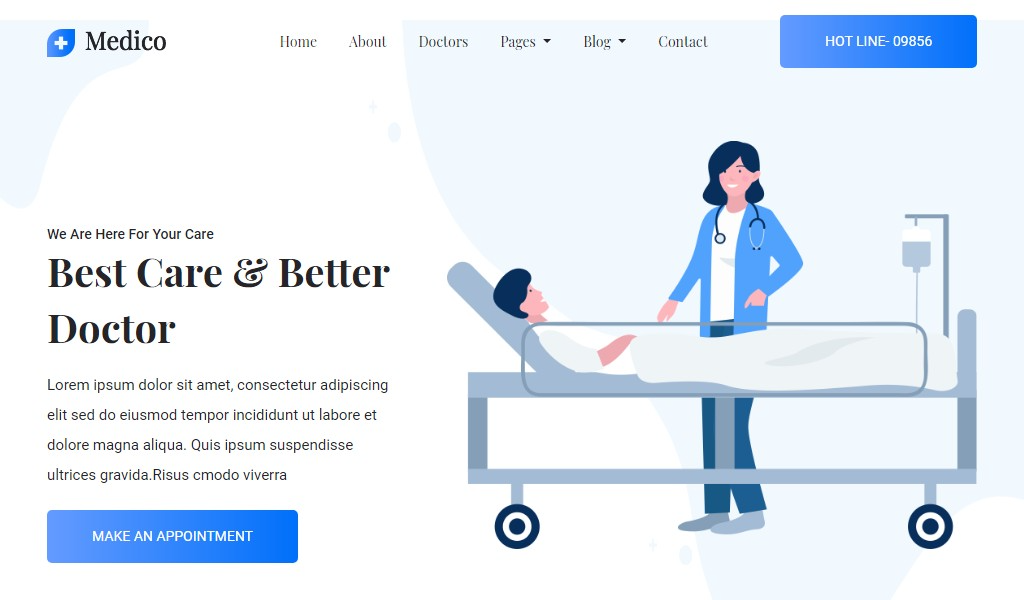 Medico
Home About Doctors Pages Blog Contact
HOT LINE- 09856
We Are Here For Your Care
Best Care & Better
Doctor
Lorem ipsum dolor sit amet, consectetur adipiscing
elit sed do eiusmod tempor incididunt ut labore et
dolore magna aliqua. Quis ipsum suspendisse
ultrices gravida.Risus cmodo viverra
MAKE AN APPOINTMENT